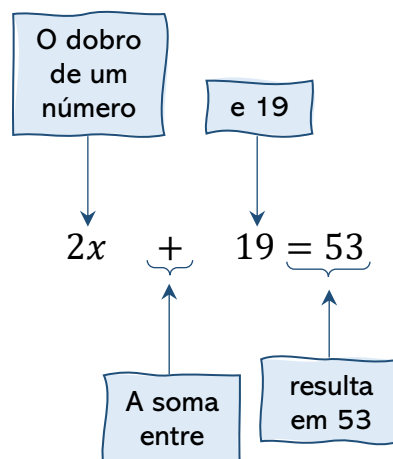 O dobro
de um
número
e 19
2x + 19 = 53
A soma
entre
resulta
em 53